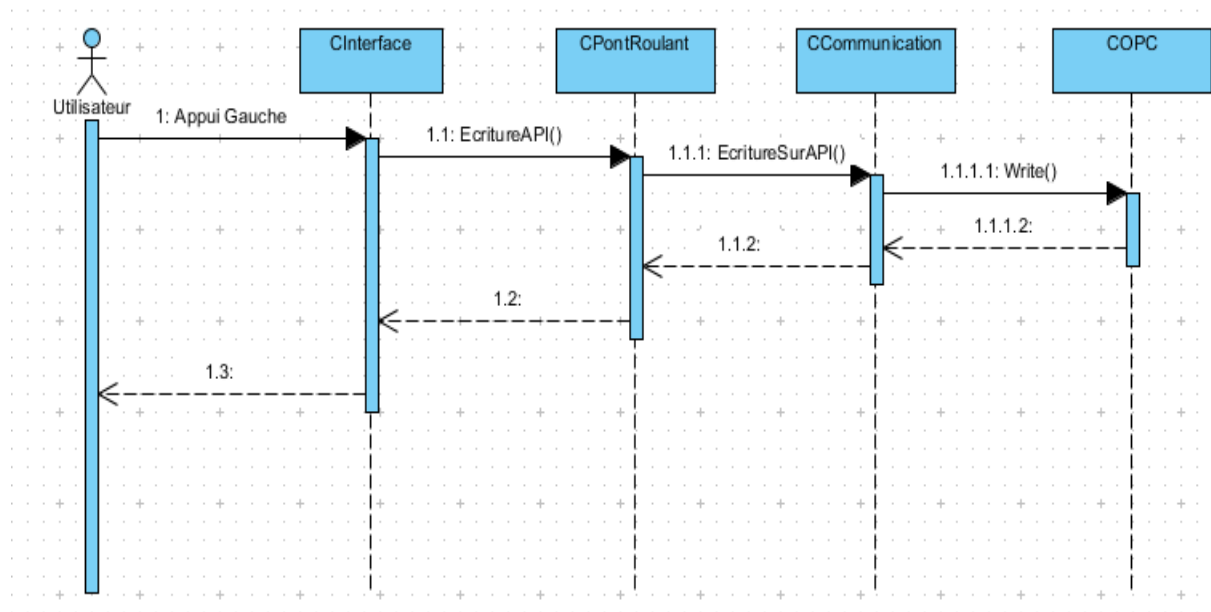 CInterface
CPontRoulant
CCommunication
COPC
Utilisateur
1: Appui Gauche
1.1: EcritureAPI()
1.1.1: EcritureSurAPI()
1.1.1.1: Write()
1.1.1.2:
1.1.2:
1.2:
1.3: